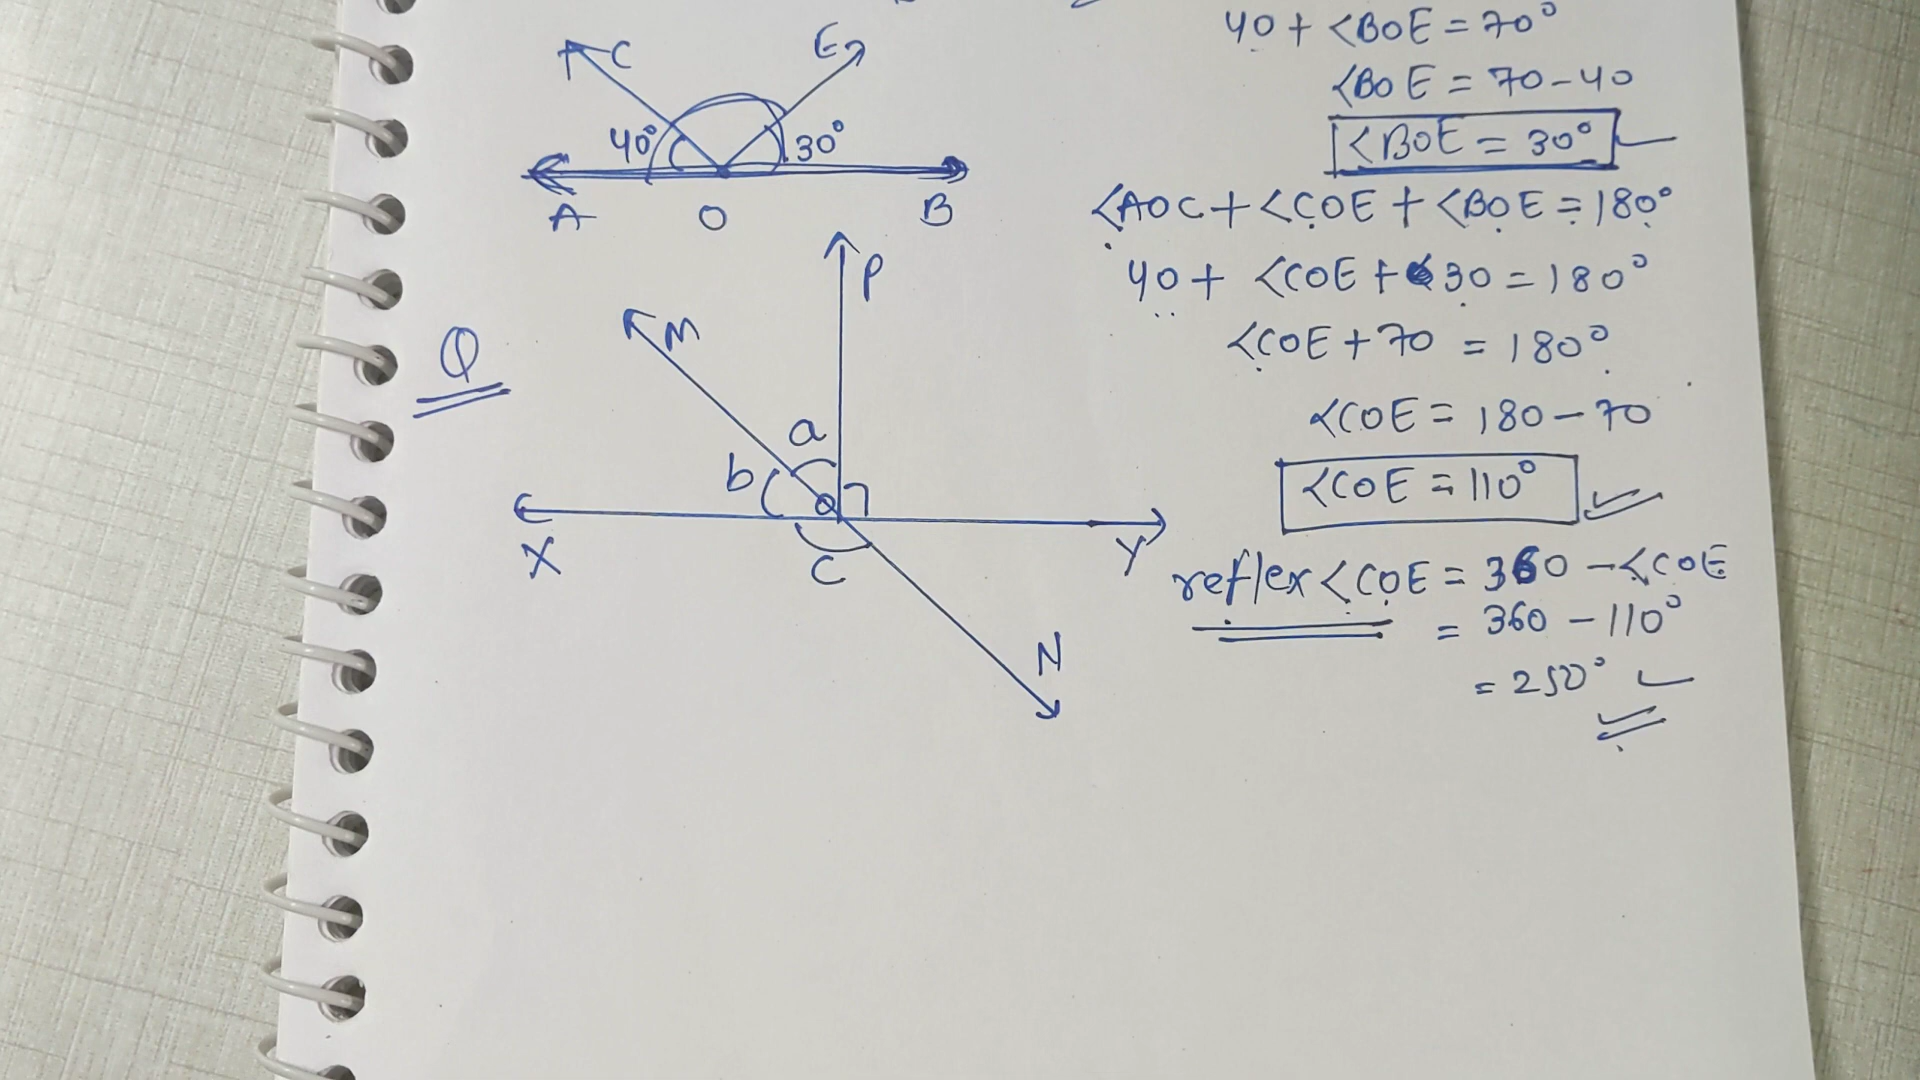 C E
40° 30°
A O B
40 + <BOE = 70°
<BOE = 70-40
<BOE = 30°
<AOC + <COE + <BOE = 180°
40 + <COE + 30 = 180°
<COE + 70 = 180°
<COE = 180 - 70
<COE = 110°
reflex <COE = 360 - <COE
= 360 - 110°
= 250°
Q
P
M
a
b
O
X Y
c
N